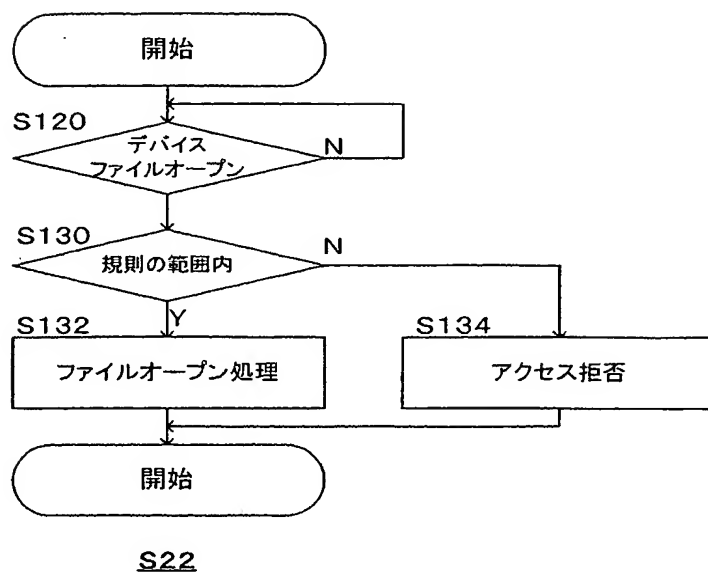 開始
S120
デバイス
ファイルオープン
N
S130
規則の範囲内
N
Y
S132
ファイルオープン処理
S134
アクセス拒否
開始
S22